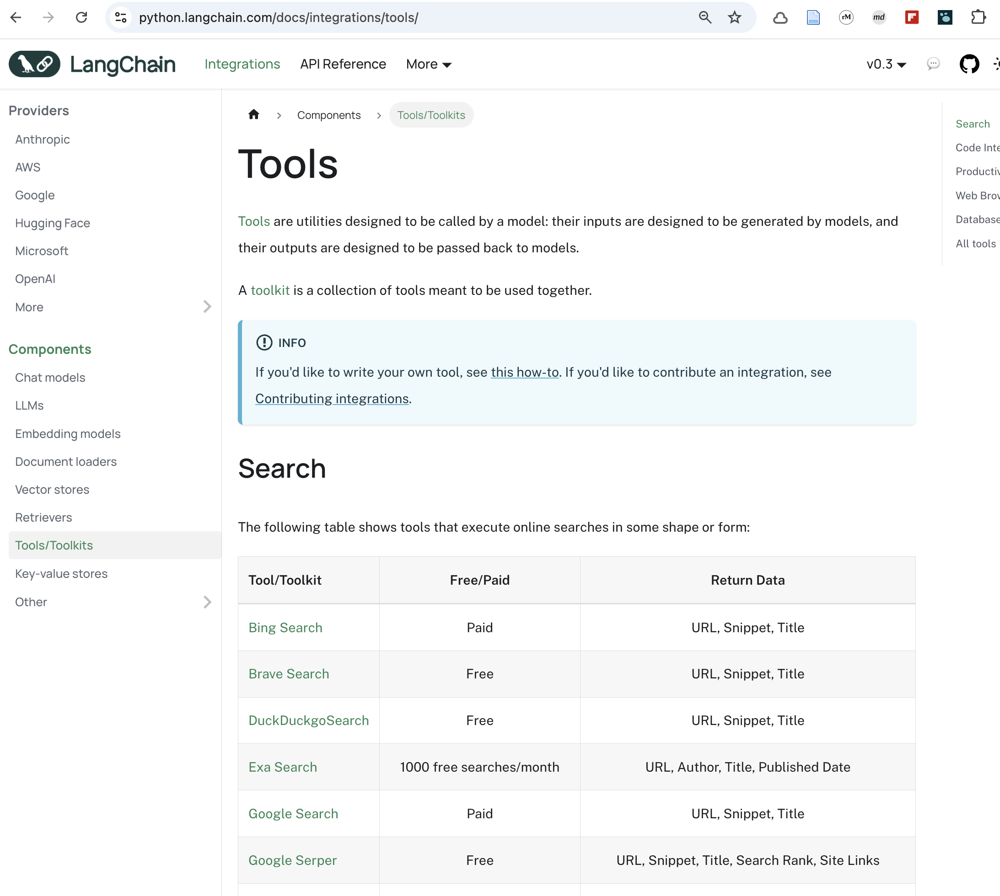 python.langchain.com/docs/integrations/tools/
rM
md
LangChain
Integrations
API Reference
More
v0.3
Providers
Anthropic
AWS
Google
Hugging Face
Microsoft
OpenAI
More
Components
Chat models
LLMs
Embedding models
Document loaders
Vector stores
Retrievers
Tools/Toolkits
Key-value stores
Other
Components
Tools/Toolkits
Tools
Tools are utilities designed to be called by a model: their inputs are designed to be generated by models, and
their outputs are designed to be passed back to models.
A toolkit is a collection of tools meant to be used together.
INFO
If you'd like to write your own tool, see this how-to. If you'd like to contribute an integration, see
Contributing integrations.
Search
The following table shows tools that execute online searches in some shape or form:
Tool/Toolkit Free/Paid Return Data
Bing Search Paid URL, Snippet, Title
Brave Search Free URL, Snippet, Title
DuckDuckgoSearch Free URL, Snippet, Title
Exa Search 1000 free searches/month URL, Author, Title, Published Date
Google Search Paid URL, Snippet, Title
Google Serper Free URL, Snippet, Title, Search Rank, Site Links
Search
Code Inte
Productiv
Web Brow
Database
All tools